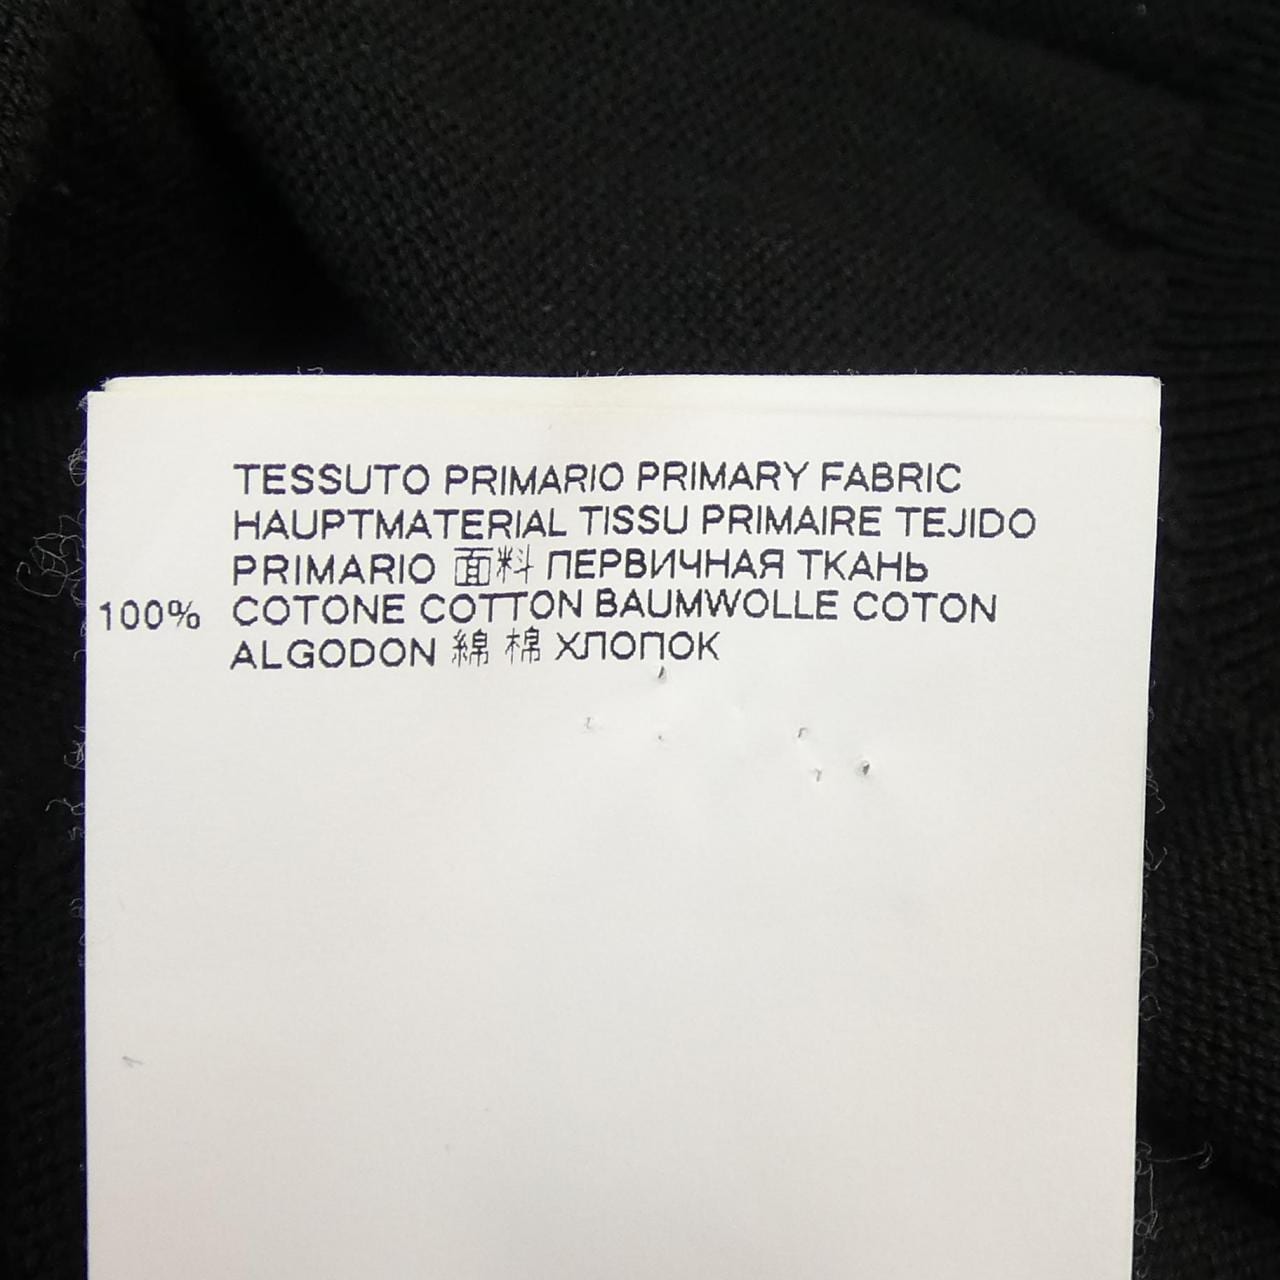 TESSUTO PRIMARIO PRIMARY FABRIC
HAUPTMATERIAL TISSU PRIMAIRE TEJIDO
PRIMARIO 面料 ПЕРВИЧНАЯ ТКАНЬ
100% COTONE COTTON BAUMWOLLE COTON
ALGODON 綿 棉 ХЛОПОК